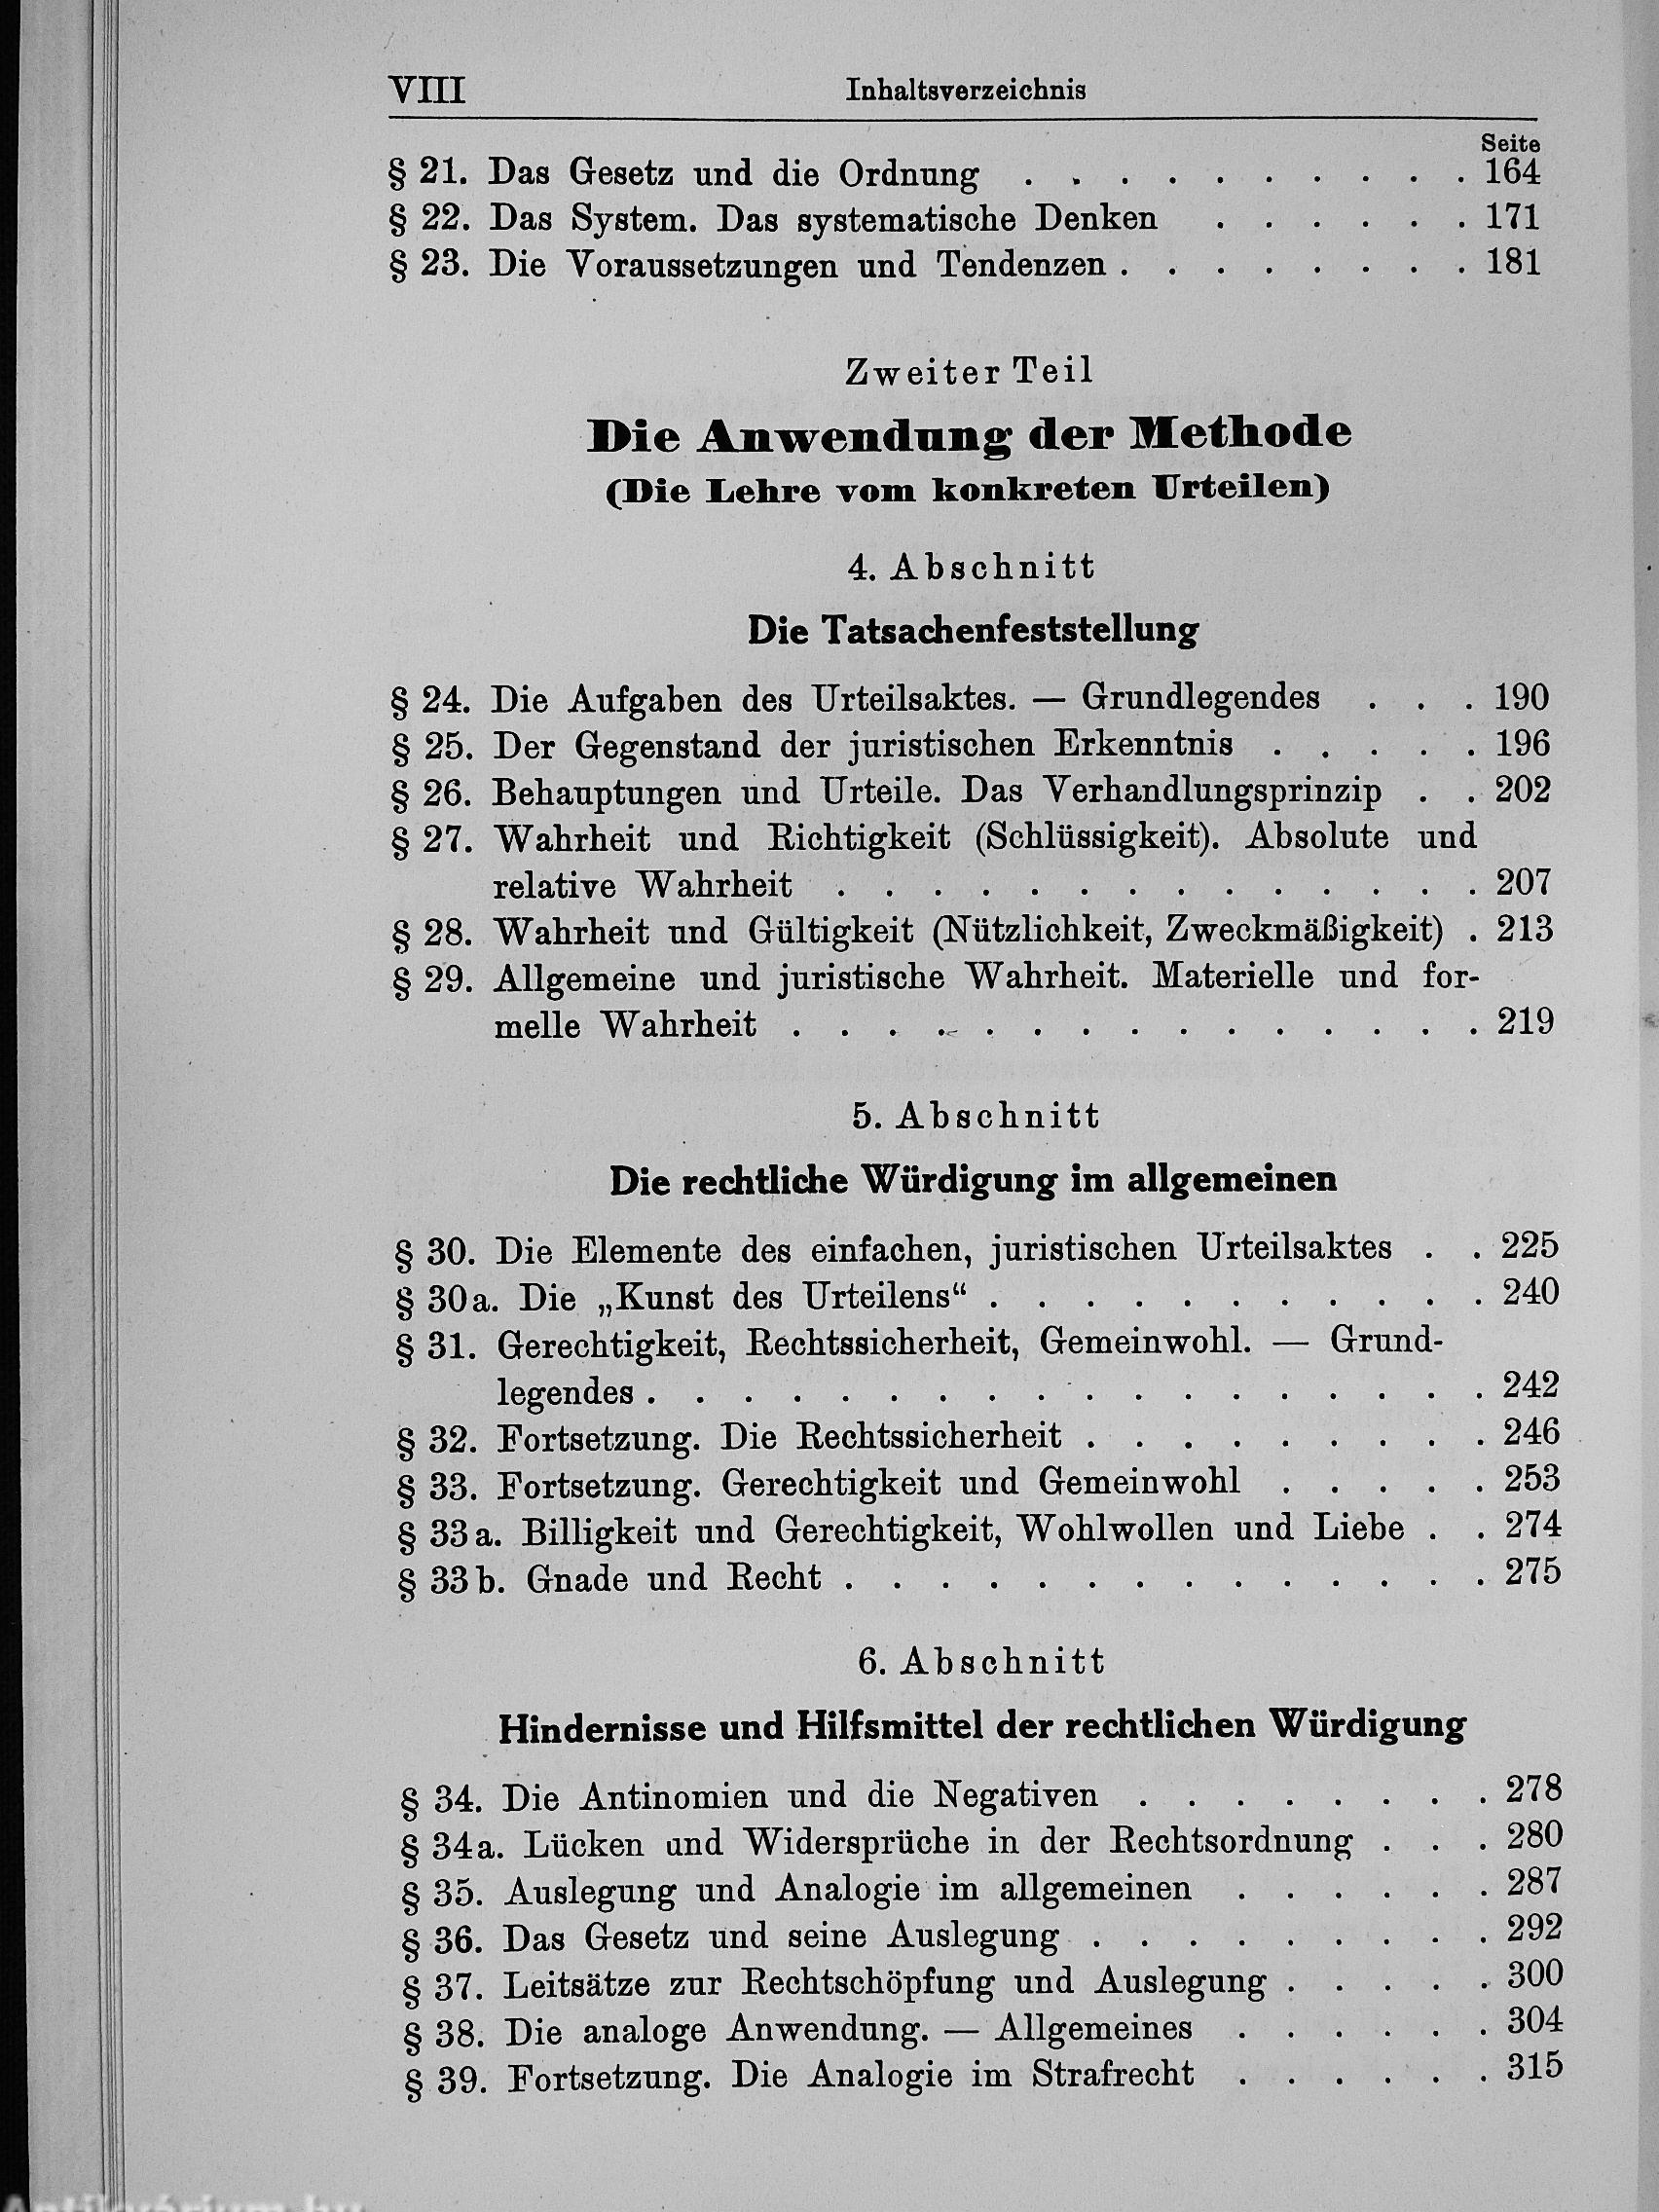 VIII Inhaltsverzeichnis
Seite
§ 21. Das Gesetz und die Ordnung . . . . . . . . . . 164
§ 22. Das System. Das systematische Denken . . . . . . 171
§ 23. Die Voraussetzungen und Tendenzen . . . . . . . . 181
Zweiter Teil
Die Anwendung der Methode
(Die Lehre vom konkreten Urteilen)
4. Abschnitt
Die Tatsachenfeststellung
§ 24. Die Aufgaben des Urteilsaktes. — Grundlegendes . . . 190
§ 25. Der Gegenstand der juristischen Erkenntnis . . . . . 196
§ 26. Behauptungen und Urteile. Das Verhandlungsprinzip . . 202
§ 27. Wahrheit und Richtigkeit (Schlüssigkeit). Absolute und
relative Wahrheit . . . . . . . . . . . . . . 207
§ 28. Wahrheit und Gültigkeit (Nützlichkeit, Zweckmäßigkeit) . 213
§ 29. Allgemeine und juristische Wahrheit. Materielle und for-
melle Wahrheit . . . . . . . . . . . . . . . 219
5. Abschnitt
Die rechtliche Würdigung im allgemeinen
§ 30. Die Elemente des einfachen, juristischen Urteilsaktes . . 225
§ 30a. Die „Kunst des Urteilens“ . . . . . . . . . . . 240
§ 31. Gerechtigkeit, Rechtssicherheit, Gemeinwohl. — Grund-
legendes . . . . . . . . . . . . . . . . . . 242
§ 32. Fortsetzung. Die Rechtssicherheit . . . . . . . . . 246
§ 33. Fortsetzung. Gerechtigkeit und Gemeinwohl . . . . . 253
§ 33a. Billigkeit und Gerechtigkeit, Wohlwollen und Liebe . . 274
§ 33b. Gnade und Recht . . . . . . . . . . . . . . 275
6. Abschnitt
Hindernisse und Hilfsmittel der rechtlichen Würdigung
§ 34. Die Antinomien und die Negativen . . . . . . . . 278
§ 34a. Lücken und Widersprüche in der Rechtsordnung . . . 280
§ 35. Auslegung und Analogie im allgemeinen . . . . . . 287
§ 36. Das Gesetz und seine Auslegung . . . . . . . . . 292
§ 37. Leitsätze zur Rechtschöpfung und Auslegung . . . . . 300
§ 38. Die analoge Anwendung. — Allgemeines . . . . . . 304
§ 39. Fortsetzung. Die Analogie im Strafrecht . . . . . . 315